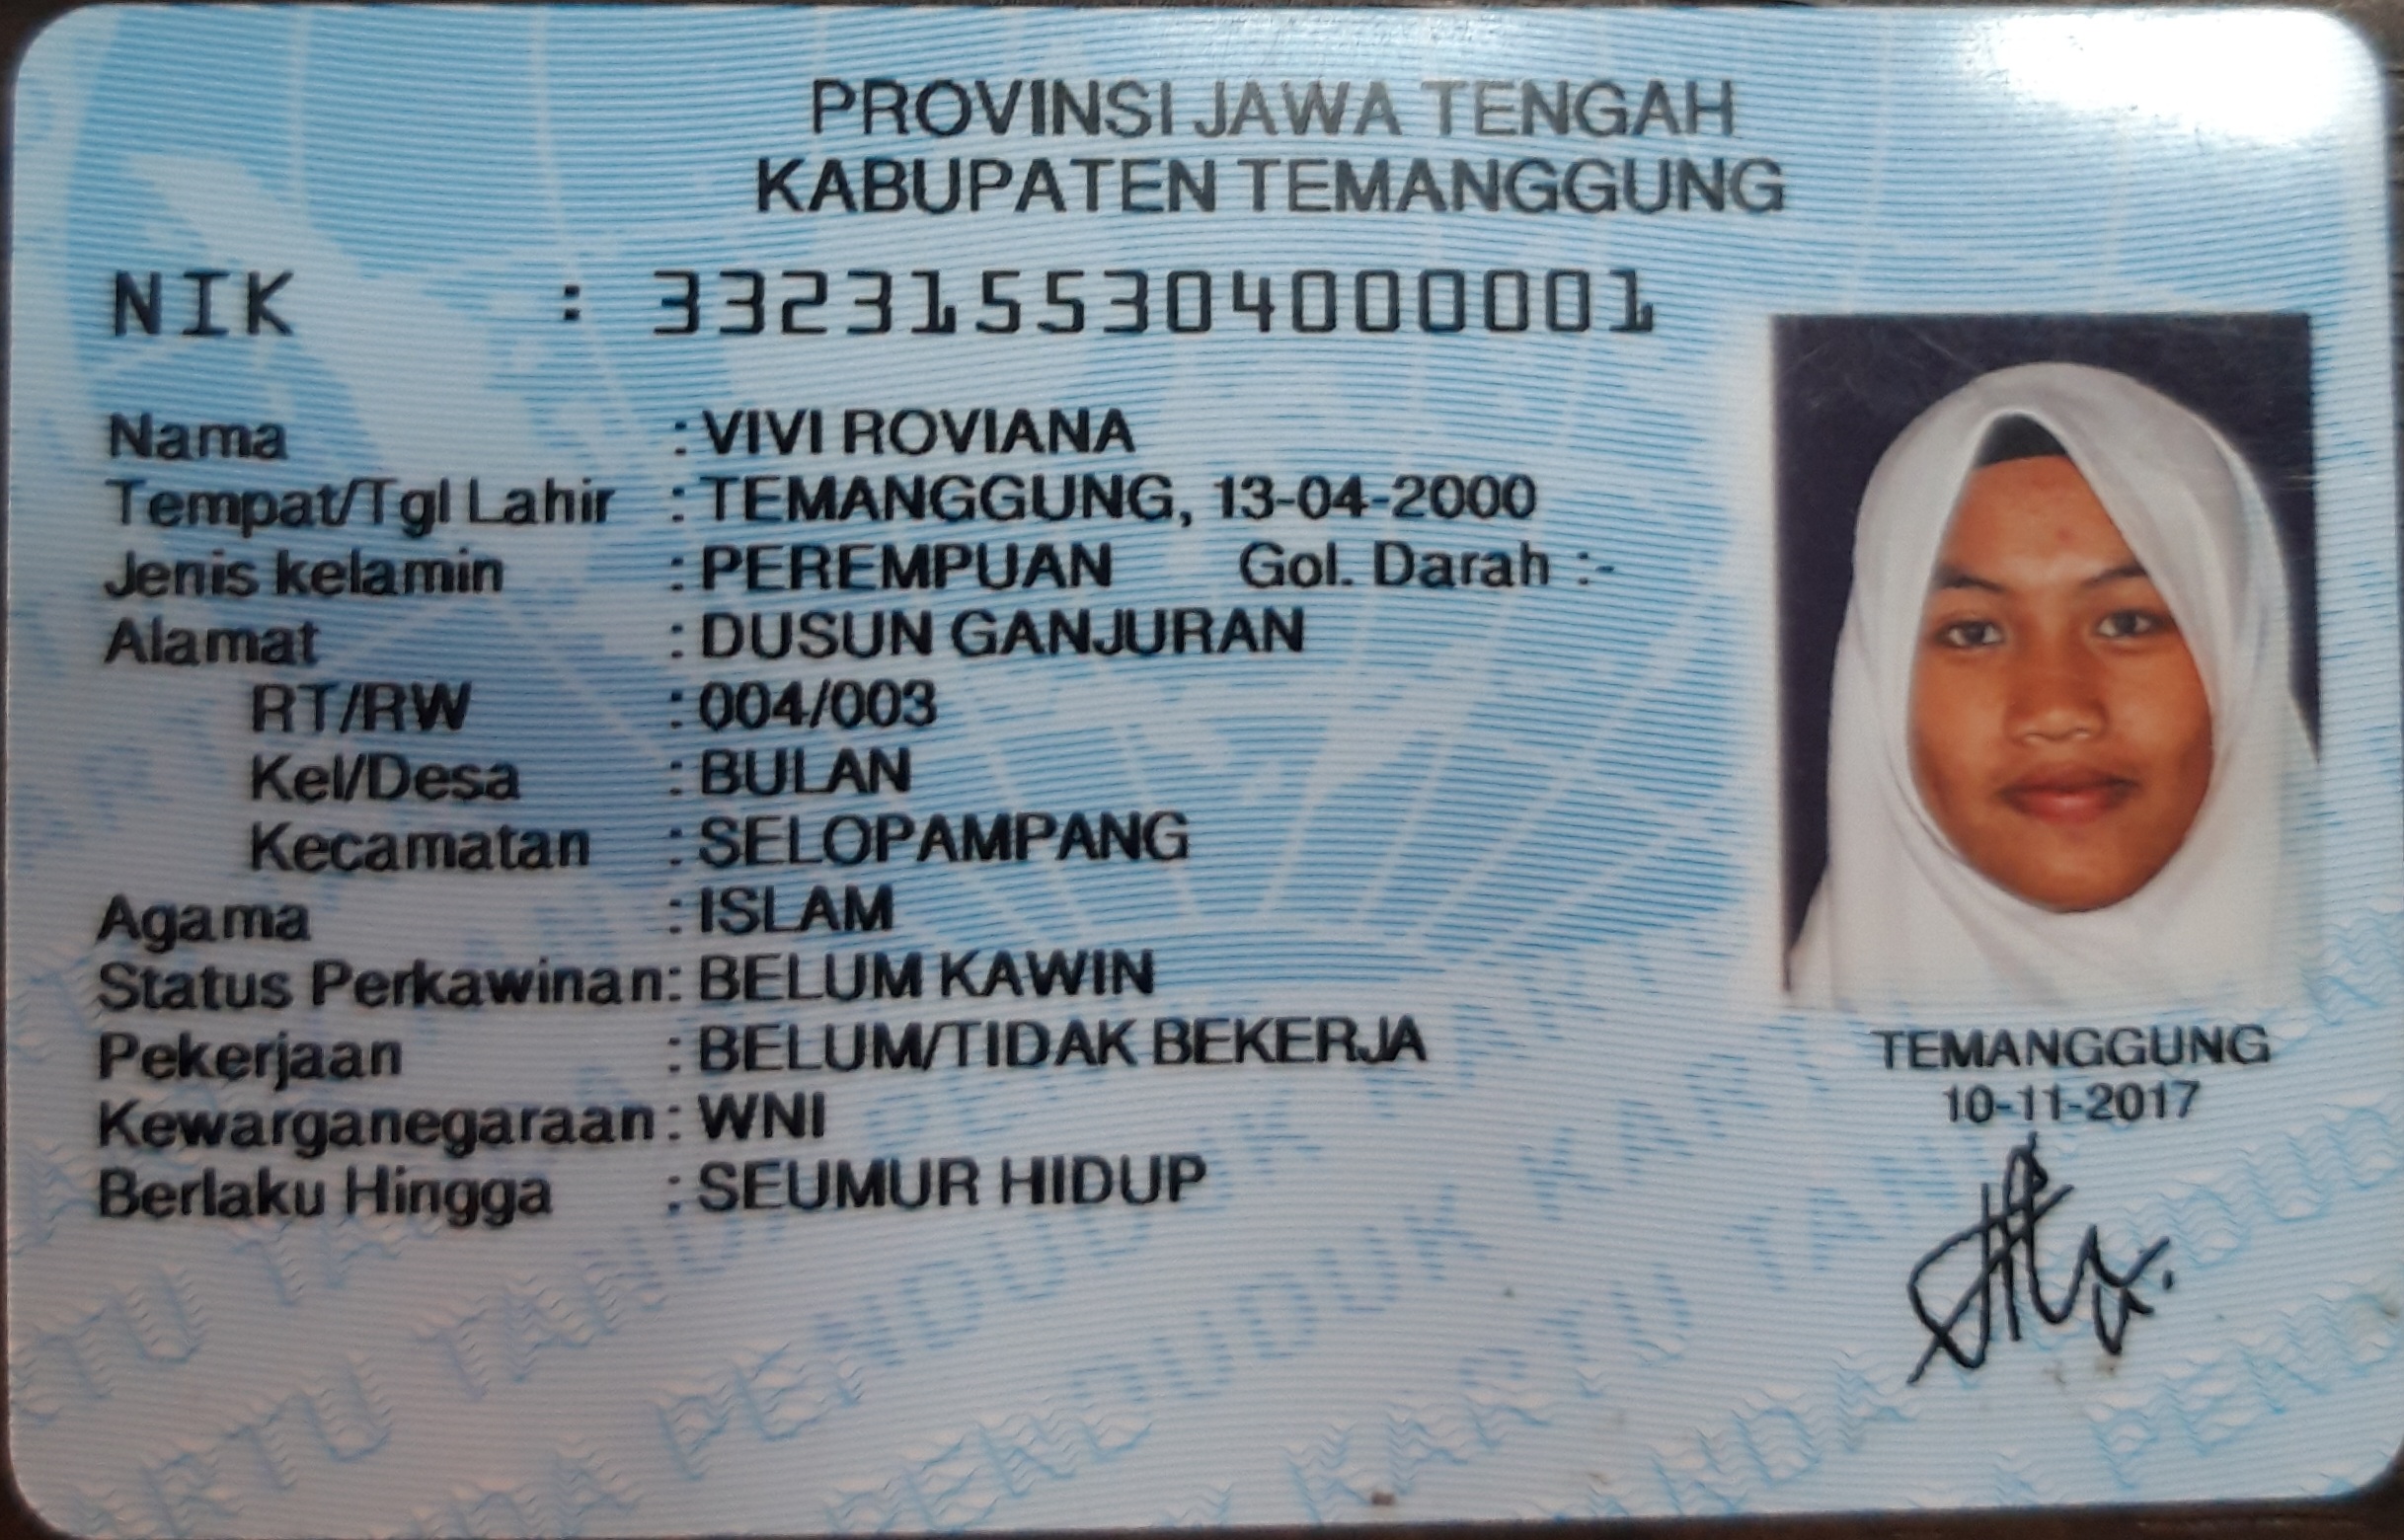 PROVINSI JAWA TENGAH
KABUPATEN TEMANGGUNG
NIK : 3323155304000001
Nama : VIVI ROVIANA
Tempat/Tgl Lahir : TEMANGGUNG, 13-04-2000
Jenis kelamin : PEREMPUAN Gol. Darah :-
Alamat : DUSUN GANJURAN
RT/RW : 004/003
Kel/Desa : BULAN
Kecamatan : SELOPAMPANG
Agama : ISLAM
Status Perkawinan: BELUM KAWIN
Pekerjaan : BELUM/TIDAK BEKERJA
Kewarganegaraan: WNI
Berlaku Hingga : SEUMUR HIDUP
TEMANGGUNG
10-11-2017